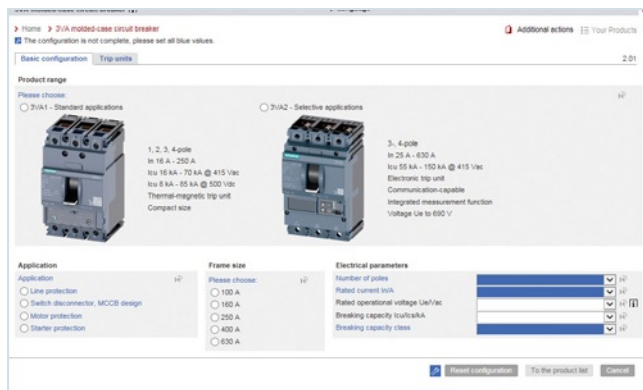 3VA molded-case circuit breaker
Language
Home 3VA molded-case circuit breaker
Additional actions Your Products
The configuration is not complete, please set all blue values.
Basic configuration Trip units 2.01
Product range
Please choose:
3VA1 - Standard applications
1, 2, 3, 4-pole
In 16 A - 250 A
Icu 16 kA - 70 kA @ 415 Vac
Icu 8 kA - 85 kA @ 500 Vdc
Thermal-magnetic trip unit
Compact size
3VA2 - Selective applications
3-, 4-pole
In 25 A - 630 A
Icu 55 kA - 150 kA @ 415 Vac
Electronic trip unit
Communication-capable
Integrated measurement function
Voltage Ue to 690 V
Application
Application
Line protection
Switch disconnector, MCCB design
Motor protection
Starter protection
Frame size
Please choose:
100 A
160 A
250 A
400 A
630 A
Electrical parameters
Number of poles
Rated current In/A
Rated operational voltage Ue/Vac
Breaking capacity Icu/Ics/kA
Breaking capacity class
Reset configuration To the product list Cancel